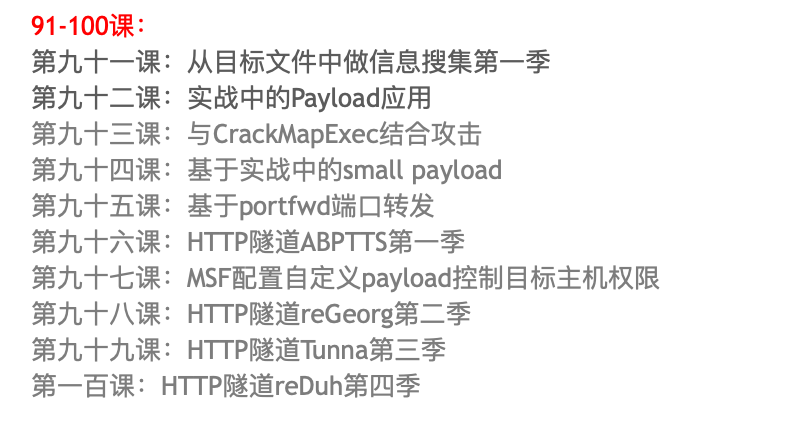 91-100课：
第九十一课：从目标文件中做信息搜集第一季
第九十二课：实战中的Payload应用
第九十三课：与CrackMapExec结合攻击
第九十四课：基于实战中的small payload
第九十五课：基于portfwd端口转发
第九十六课：HTTP隧道ABPTTS第一季
第九十七课：MSF配置自定义payload控制目标主机权限
第九十八课：HTTP隧道reGeorg第二季
第九十九课：HTTP隧道Tunna第三季
第一百课：HTTP隧道reDuh第四季